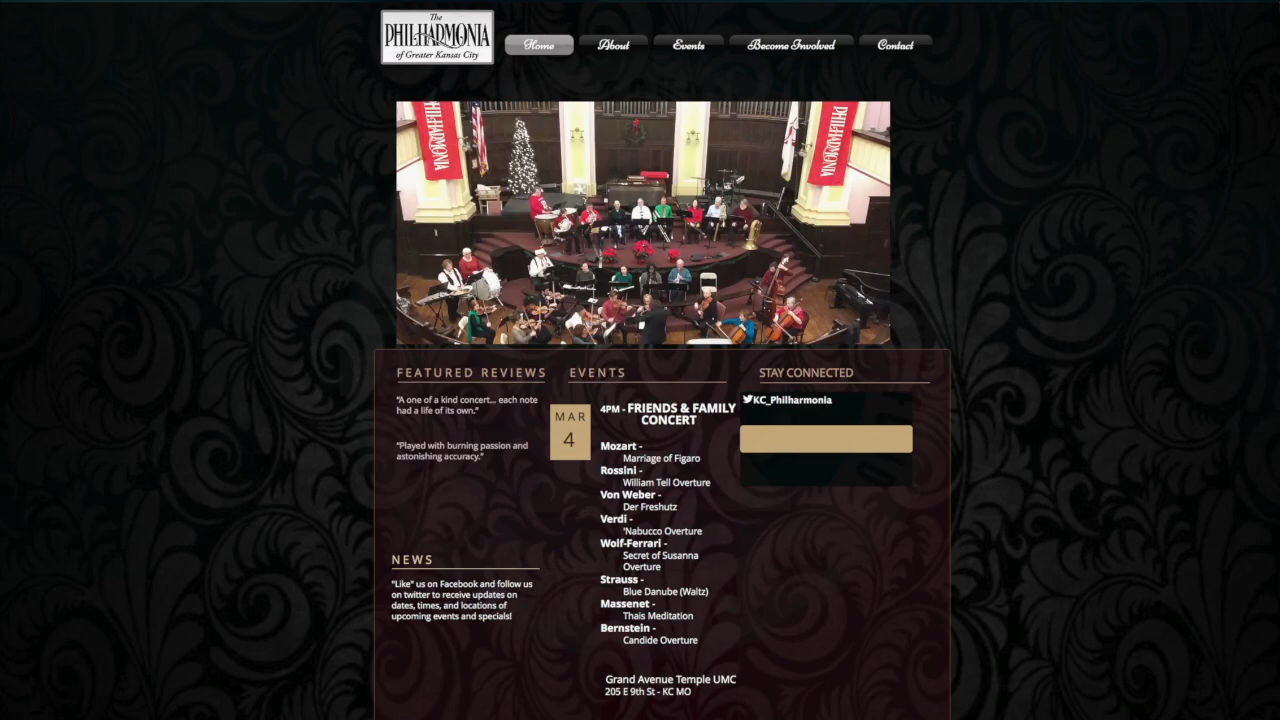 The
PHILHARMONIA
of Greater Kansas City
Home
About
Events
Become Involved
Contact
PHILHARMONIA
PHILHARMONIA
FEATURED REVIEWS
"A one of a kind concert... each note
had a life of its own."
"Played with burning passion and
astonishing accuracy."
NEWS
"Like" us on Facebook and follow us
on twitter to receive updates on
dates, times, and locations of
upcoming events and specials!
EVENTS
MAR
4
4PM - FRIENDS & FAMILY
CONCERT
Mozart -
Marriage of Figaro
Rossini -
William Tell Overture
Von Weber -
Der Freshutz
Verdi -
'Nabucco Overture
Wolf-Ferrari -
Secret of Susanna
Overture
Strauss -
Blue Danube (Waltz)
Massenet -
Thais Meditation
Bernstein -
Candide Overture
Grand Avenue Temple UMC
205 E 9th St - KC MO
STAY CONNECTED
KC_Philharmonia